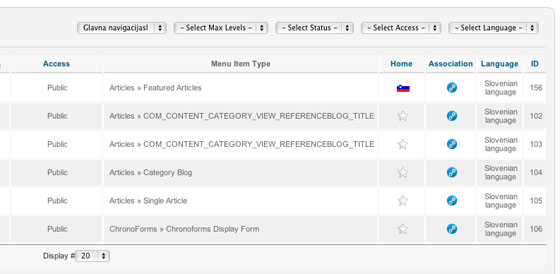 Glavna navigacijasl - Select Max Levels - - Select Status - - Select Access - - Select Language -
Access Menu Item Type Home Association Language ID
Public Articles » Featured Articles Slovenian language 156
Public Articles » COM_CONTENT_CATEGORY_VIEW_REFERENCEBLOG_TITLE Slovenian language 102
Public Articles » COM_CONTENT_CATEGORY_VIEW_REFERENCEBLOG_TITLE Slovenian language 103
Public Articles » Category Blog Slovenian language 104
Public Articles » Single Article Slovenian language 105
Public ChronoForms » Chronoforms Display Form Slovenian language 106
Display # 20